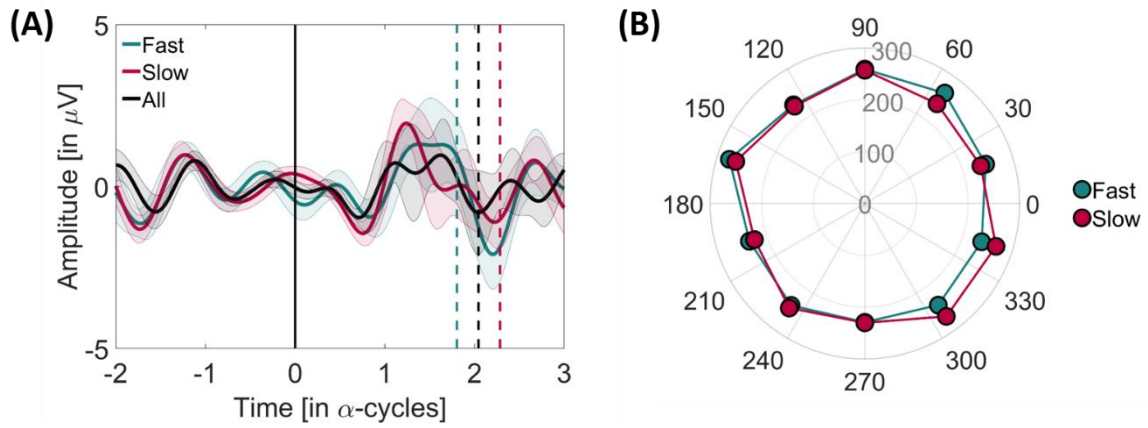 (A)
5
Fast
Slow
All
0
-5
Amplitude [in μV]
-2
-1
0
1
2
3
Time [in α-cycles]
(B)
90
120
60
300
150
30
200
100
180
0
0
210
330
240
300
270
Fast
Slow